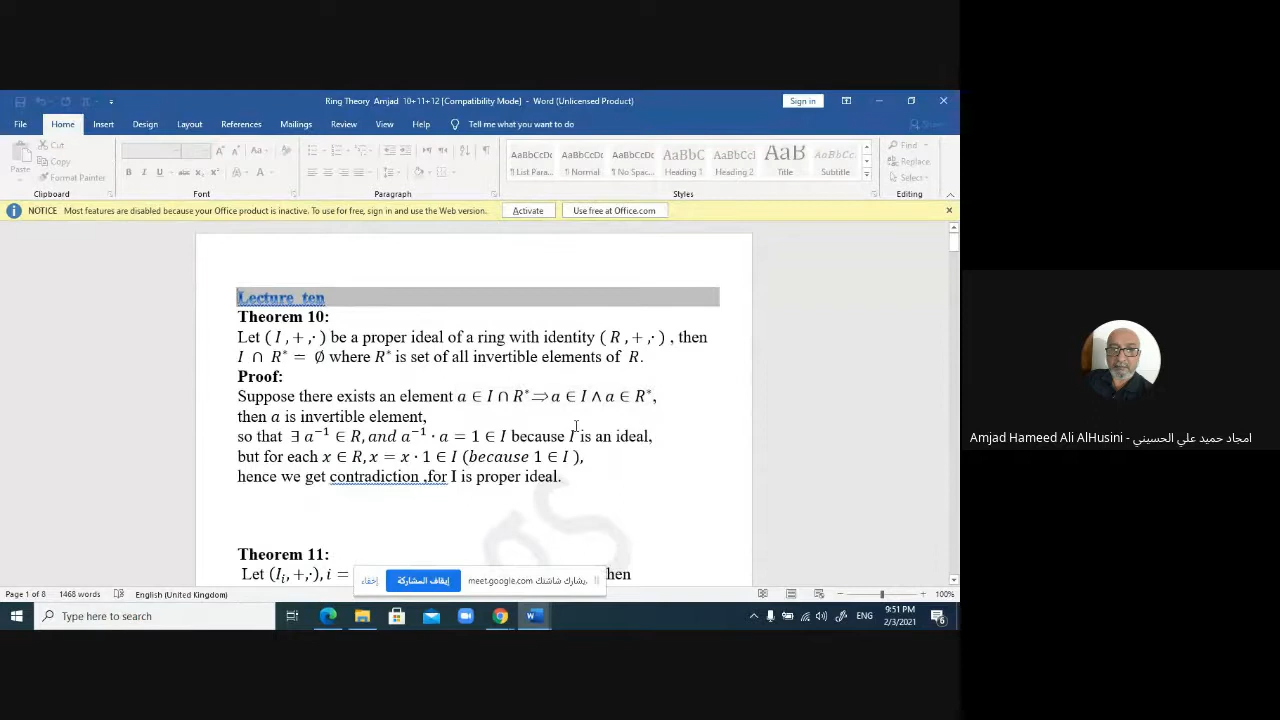 Ring Theory Amjad 10+11+12 [Compatibility Mode] - Word (Unlicensed Product)
Sign in
File Home Insert Design Layout References Mailings Review View Help Tell me what you want to do Share
Paste
Cut
Copy
Format Painter
Clipboard
B I U
Font
Paragraph
AaBbCcDc AaBbCcDc AaBbCcDc AaBbC AaBbCcl AaB AaBbCc.
¶ List Para... ¶ Normal ¶ No Spac... Heading 1 Heading 2 Title Subtitle
Styles
Find
Replace
Select
Editing
NOTICE Most features are disabled because your Office product is inactive. To use for free, sign in and use the Web version. Activate Use free at Office.com
Lecture ten
Theorem 10:
Let ( I , + ,· ) be a proper ideal of a ring with identity ( R , + ,· ) , then
I ∩ R* = ∅ where R* is set of all invertible elements of R.
Proof:
Suppose there exists an element a ∈ I ∩ R* ⟹ a ∈ I ∧ a ∈ R*,
then a is invertible element,
so that ∃ a⁻¹ ∈ R, and a⁻¹ · a = 1 ∈ I because I is an ideal,
but for each x ∈ R, x = x · 1 ∈ I (because 1 ∈ I ),
hence we get contradiction ,for I is proper ideal.
Theorem 11:
Let (Iᵢ, +,·), i = hen
meet.google.com يشارك شاشتك. إيقاف المشاركة إخفاء
Page 1 of 8 1468 words English (United Kingdom) 100%
Type here to search
ENG
9:51 PM
2/3/2021
6
Amjad Hameed Ali AlHusini - امجاد حميد علي الحسيني